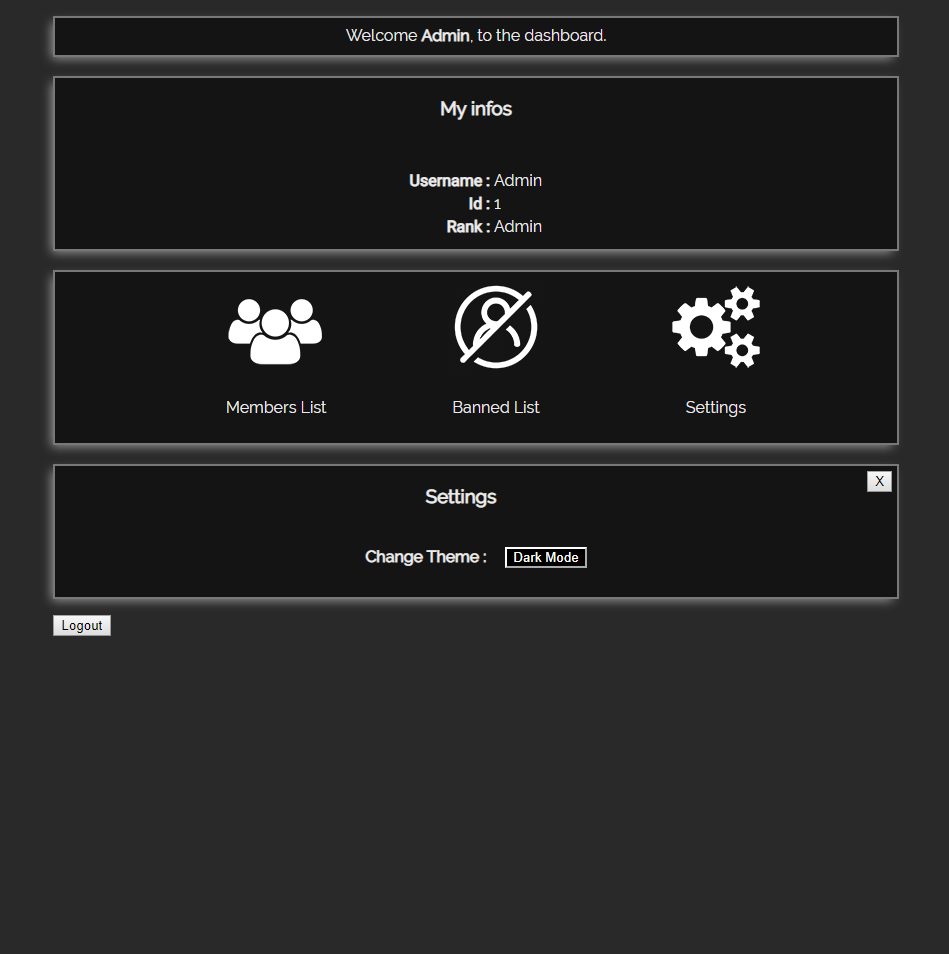 Welcome Admin, to the dashboard.
My infos
Username : Admin
Id : 1
Rank : Admin
Members List
Banned List
Settings
X
Settings
Change Theme : Dark Mode
Logout